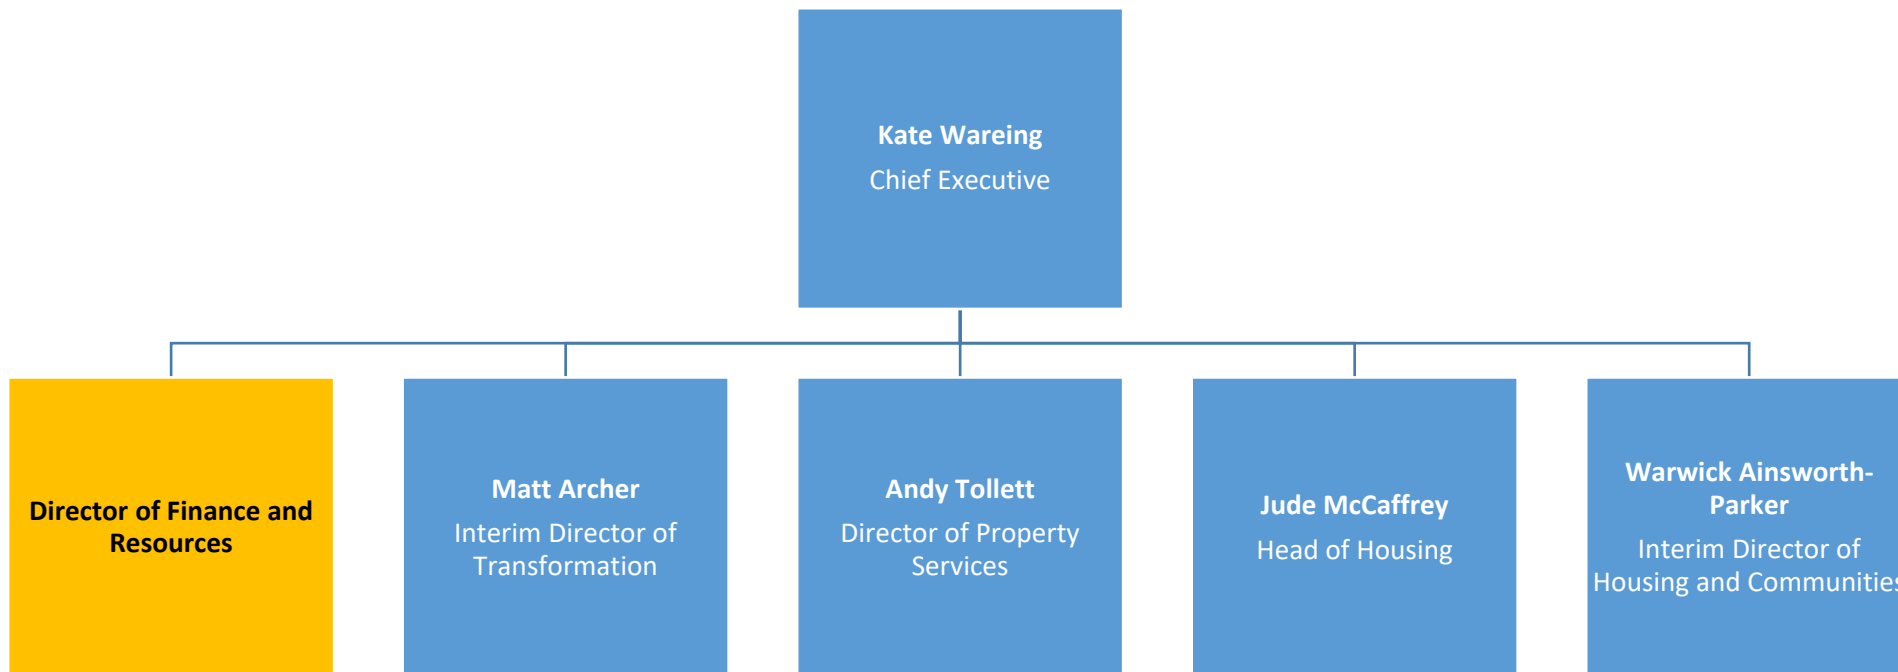 Kate Wareing
Chief Executive
Director of Finance and
Resources
Matt Archer
Interim Director of
Transformation
Andy Tollett
Director of Property
Services
Jude McCaffrey
Head of Housing
Warwick Ainsworth-
Parker
Interim Director of
Housing and Communities